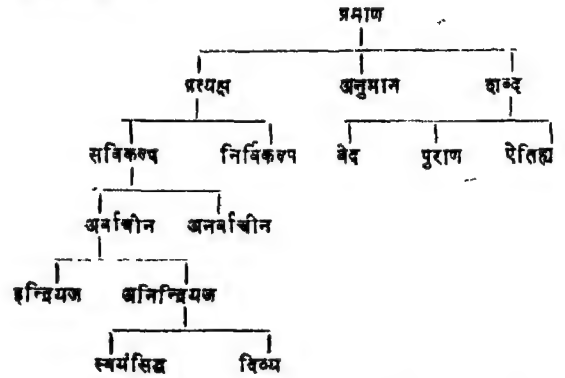 प्रमाण
प्रत्यक्ष अनुमान शब्द
सविकल्प निर्विकल्प वेद पुराण ऐतिह्य
अर्वाचीन अनर्वाचीन
इन्द्रियज अनिन्द्रियज
स्वयंसिद्ध दिव्य